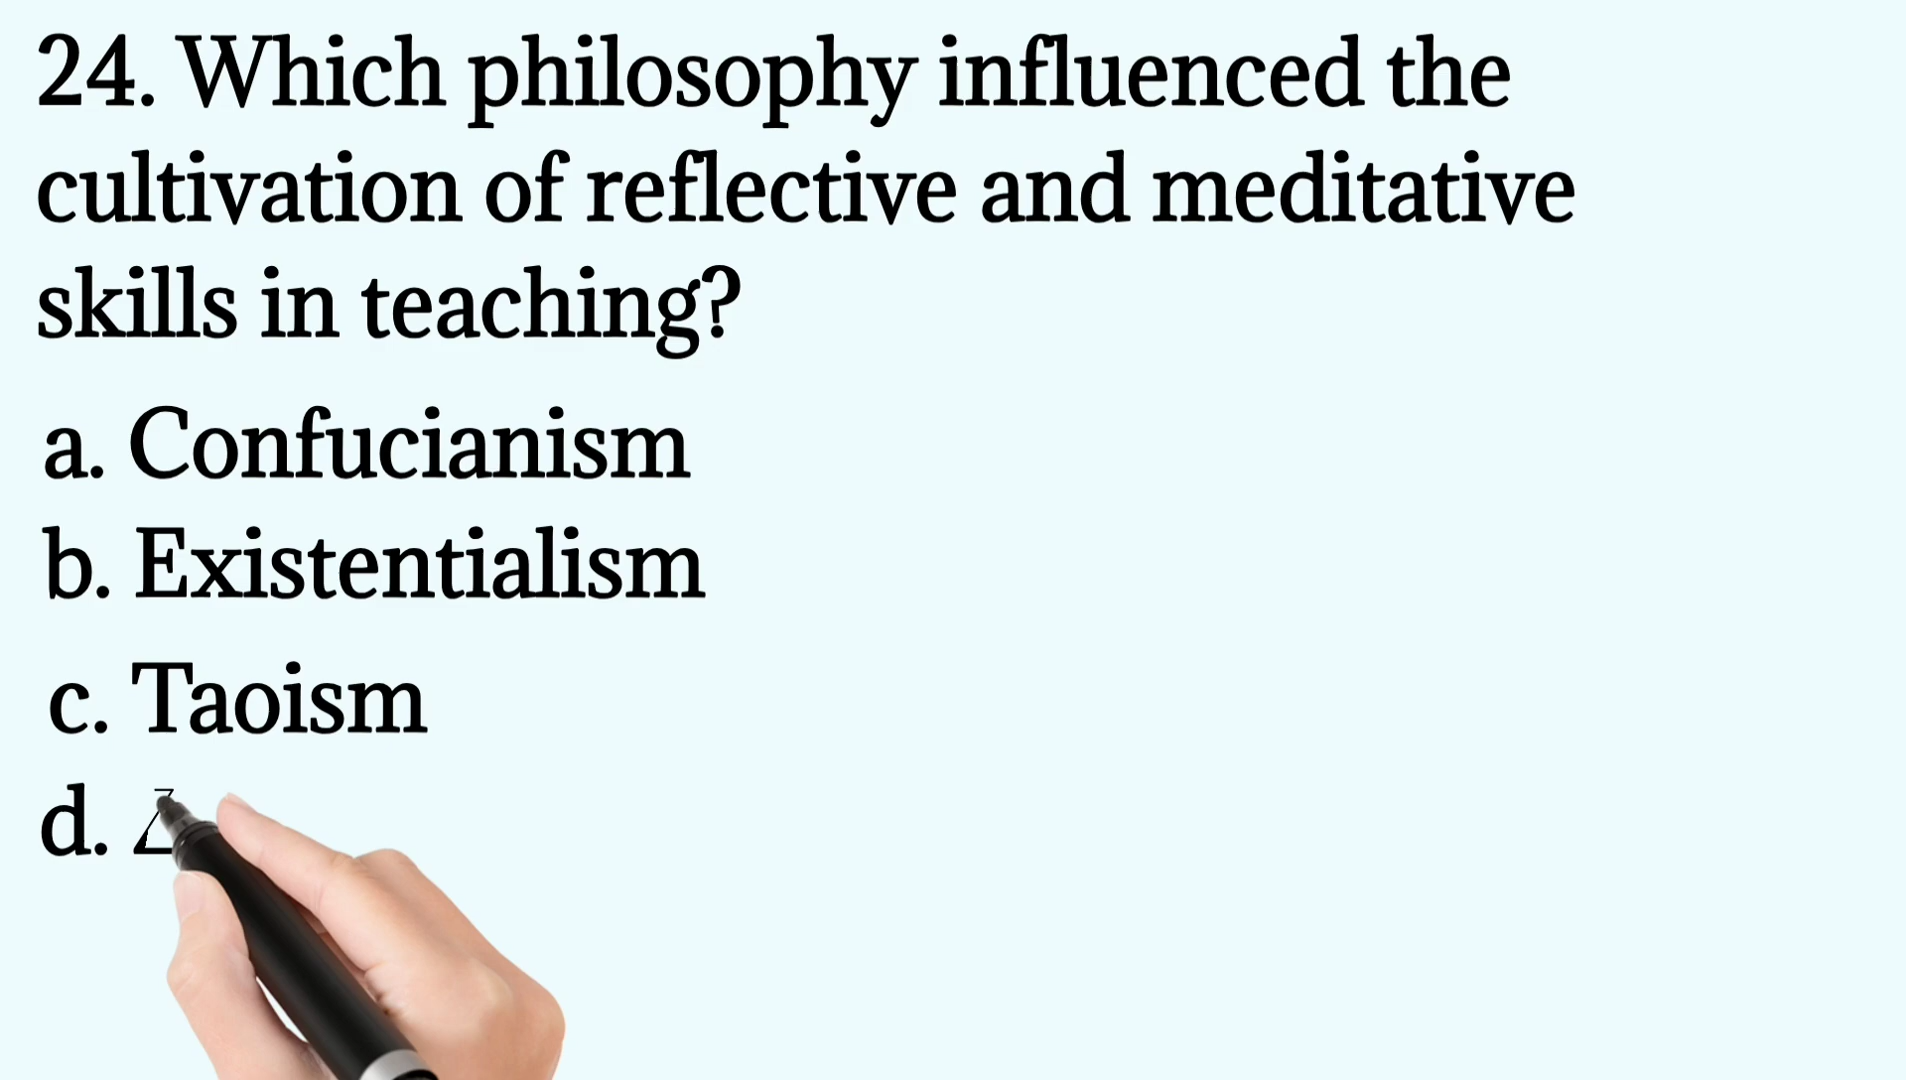 24. Which philosophy influenced the
cultivation of reflective and meditative
skills in teaching?
a. Confucianism
b. Existentialism
c. Taoism
d.